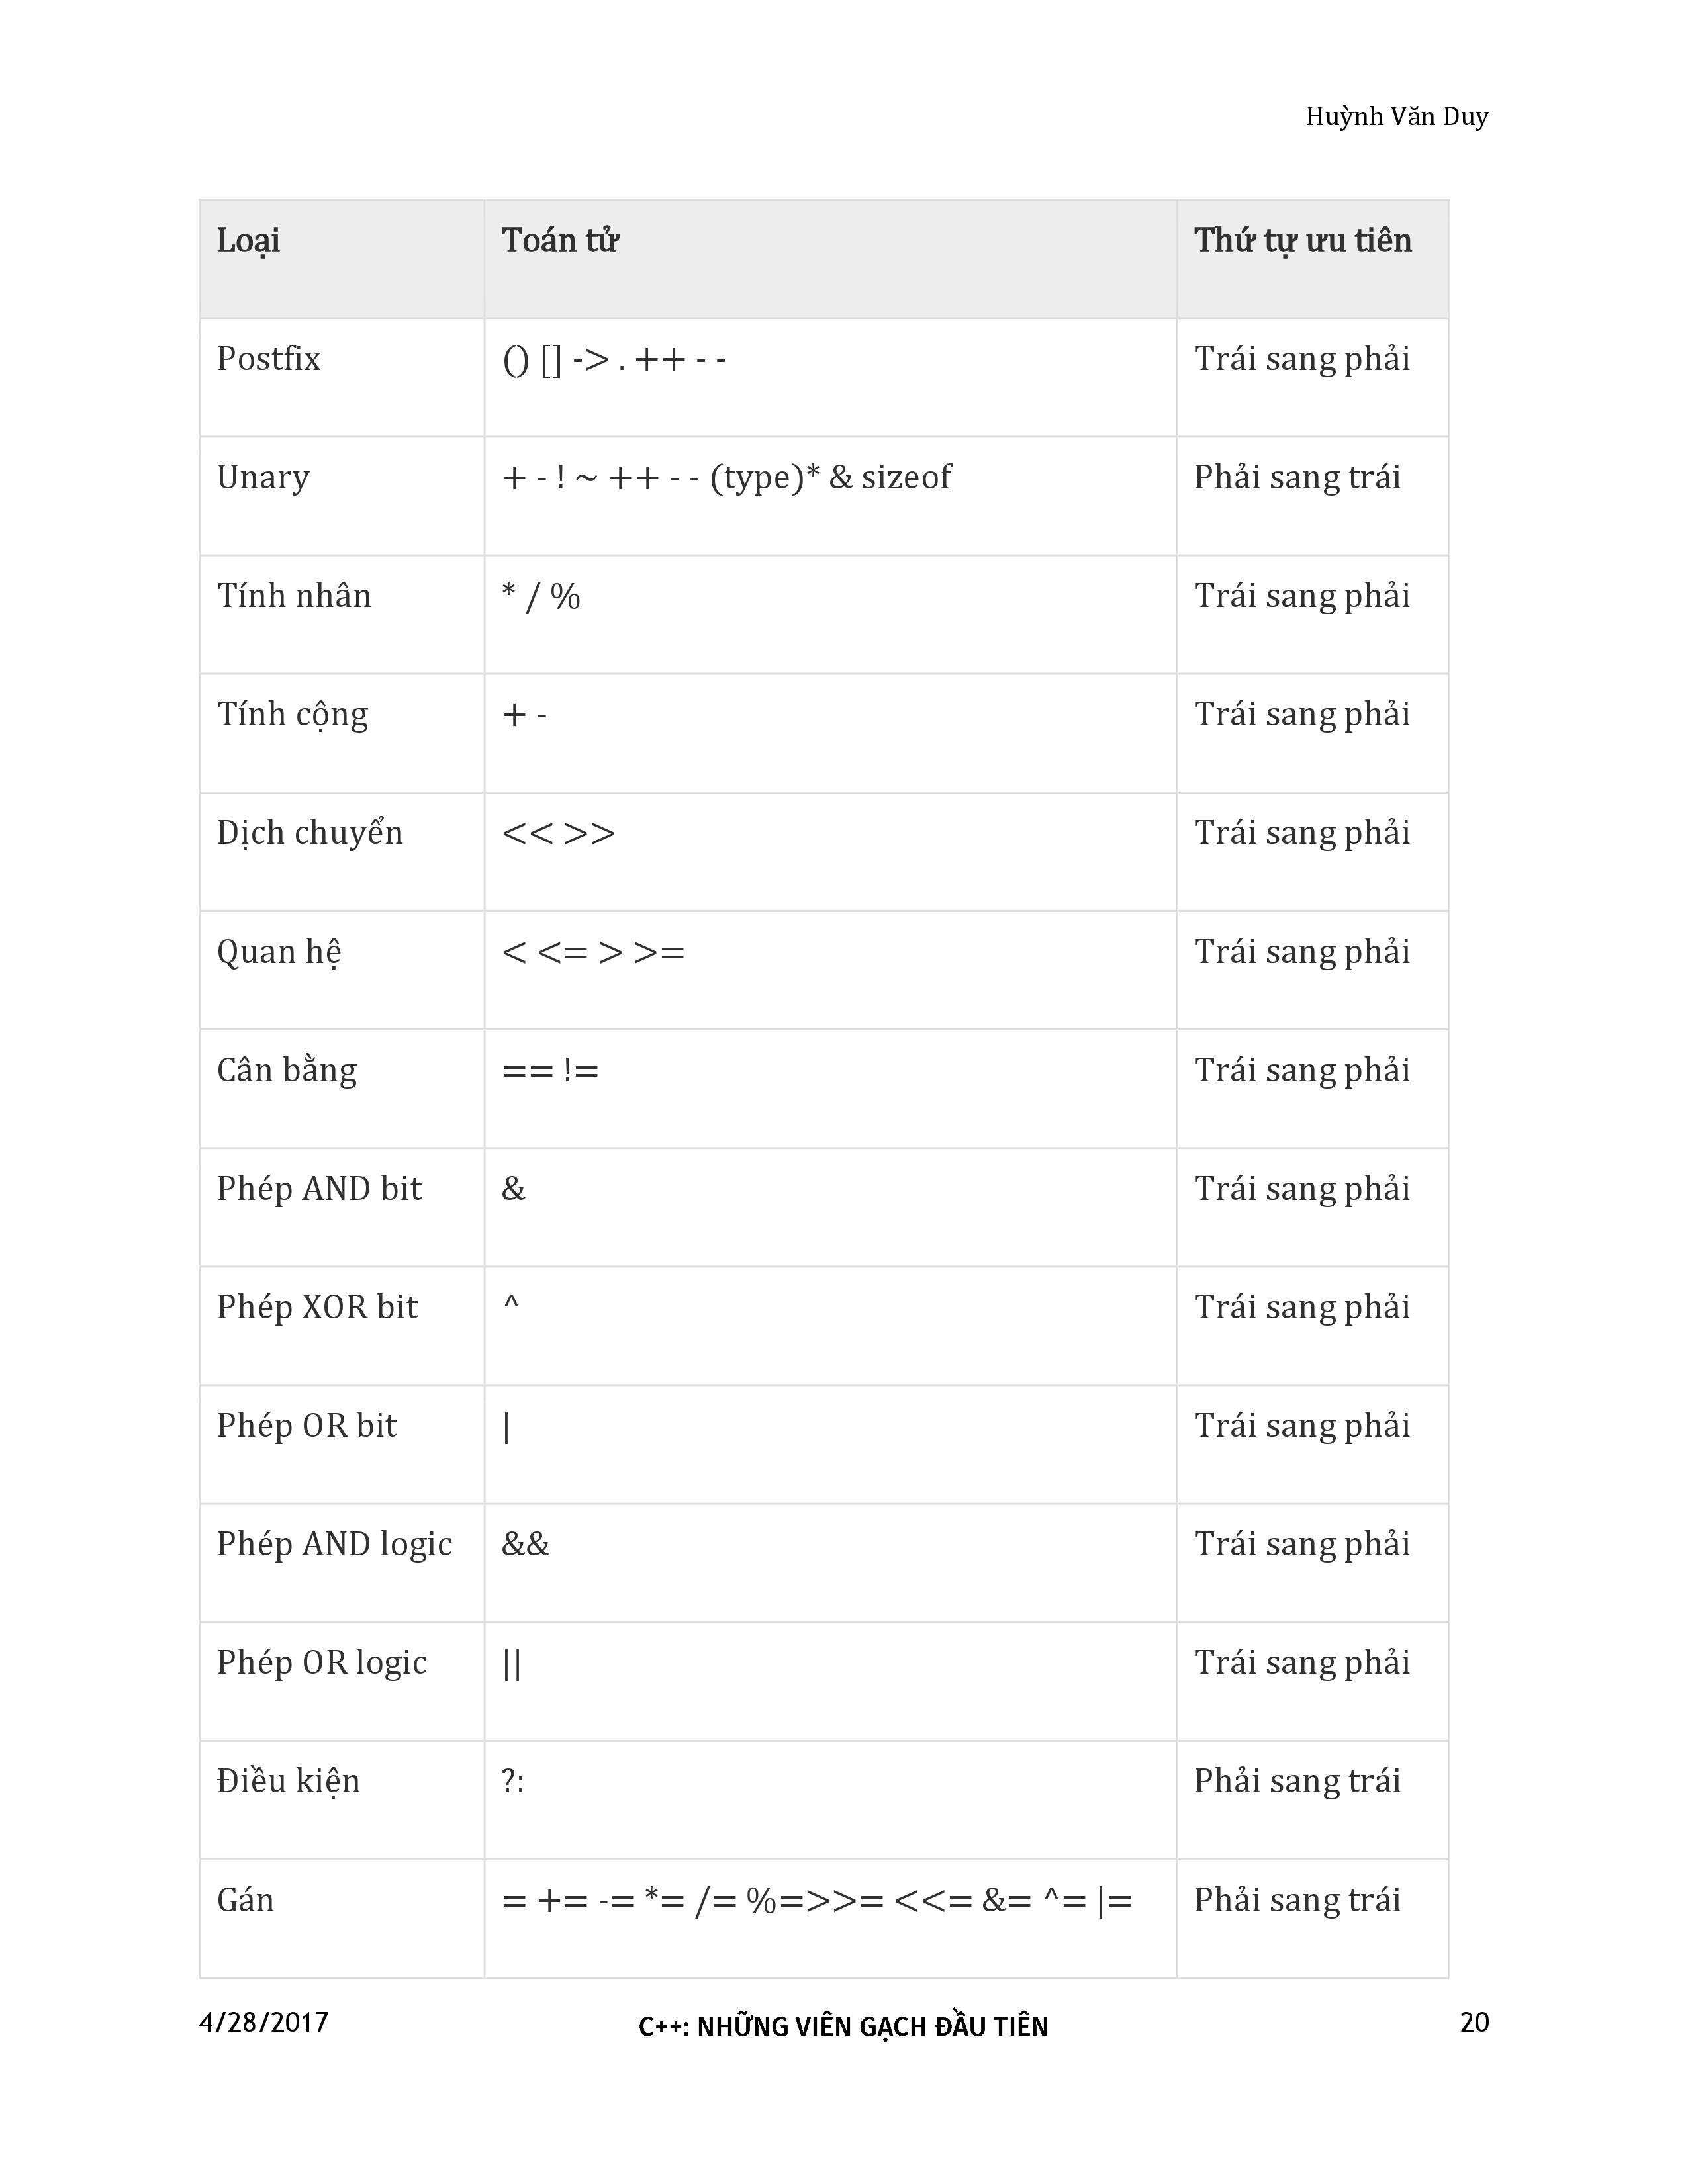 Huỳnh Văn Duy
Loại Toán tử Thứ tự ưu tiên
Postfix () [] -> . ++ - - Trái sang phải
Unary + - ! ~ ++ - - (type)* & sizeof Phải sang trái
Tính nhân * / % Trái sang phải
Tính cộng + - Trái sang phải
Dịch chuyển << >> Trái sang phải
Quan hệ < <= > >= Trái sang phải
Cân bằng == != Trái sang phải
Phép AND bit & Trái sang phải
Phép XOR bit ^ Trái sang phải
Phép OR bit | Trái sang phải
Phép AND logic && Trái sang phải
Phép OR logic || Trái sang phải
Điều kiện ?: Phải sang trái
Gán = += -= *= /= %=>>= <<= &= ^= |= Phải sang trái
4/28/2017 C++: NHỮNG VIÊN GẠCH ĐẦU TIÊN 20